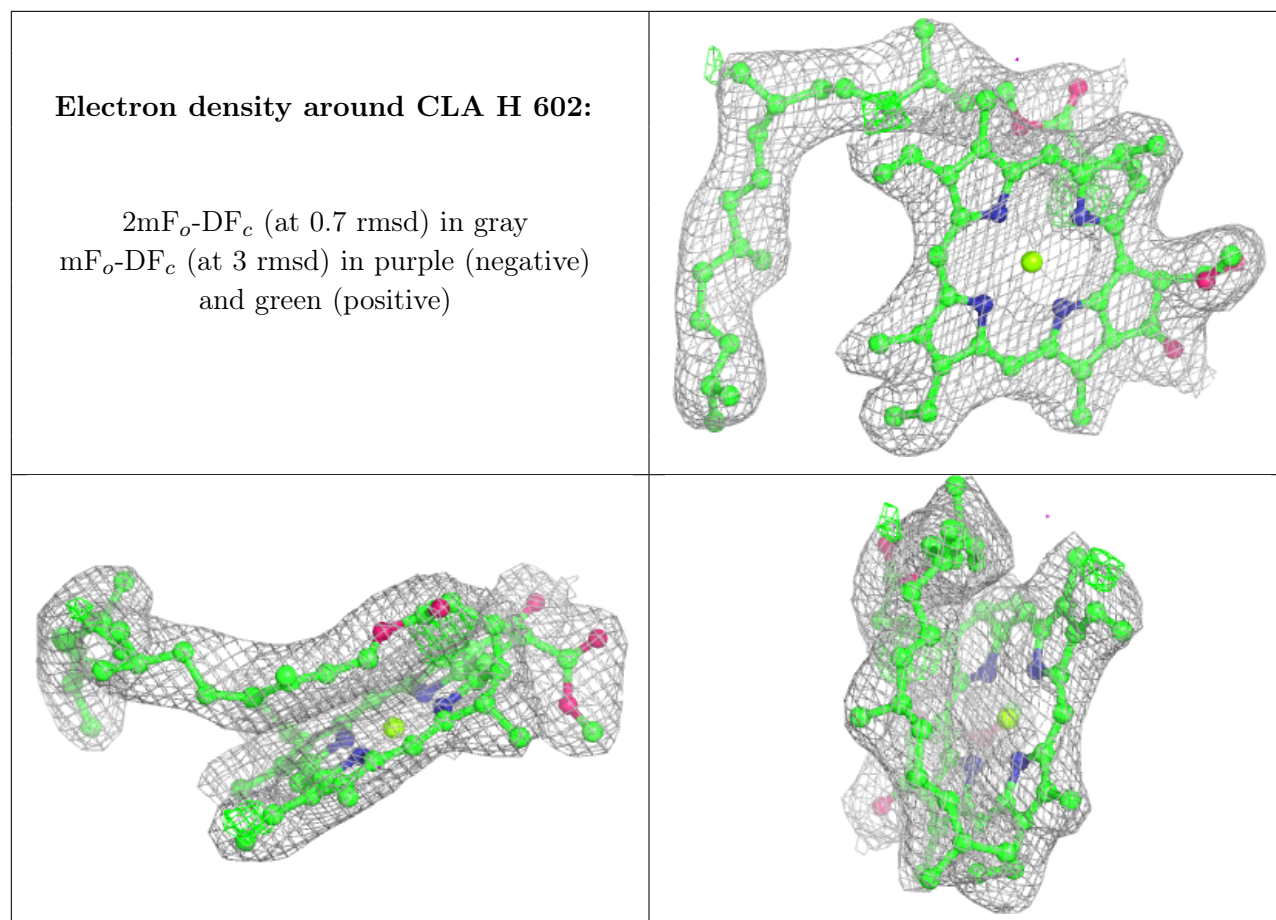 Electron density around CLA H 602:
2mFo-DFc (at 0.7 rmsd) in gray
mFo-DFc (at 3 rmsd) in purple (negative)
and green (positive)